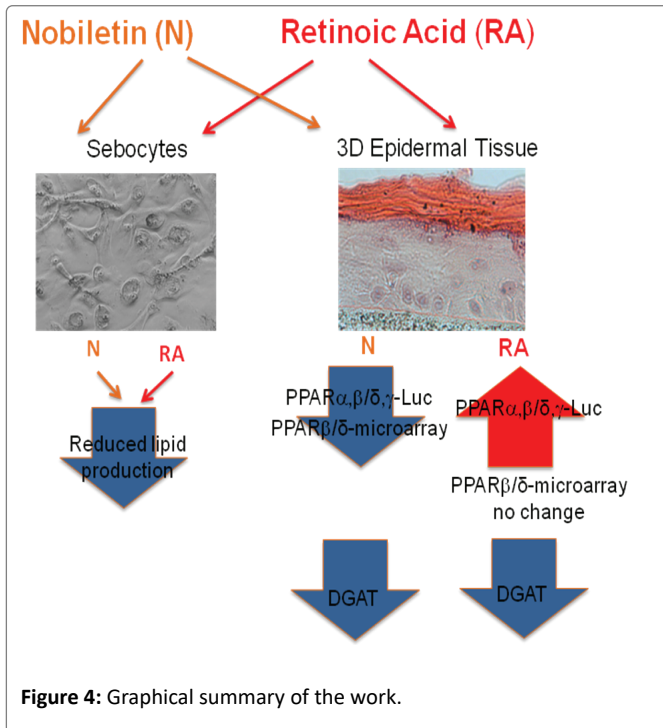 Nobiletin (N) Retinoic Acid (RA)
Sebocytes 3D Epidermal Tissue
N RA N RA
Reduced lipid
production
PPARα,β/δ,γ-Luc
PPARβ/δ-microarray
PPARα,β/δ,γ-Luc
PPARβ/δ-microarray
no change
DGAT DGAT
Figure 4: Graphical summary of the work.